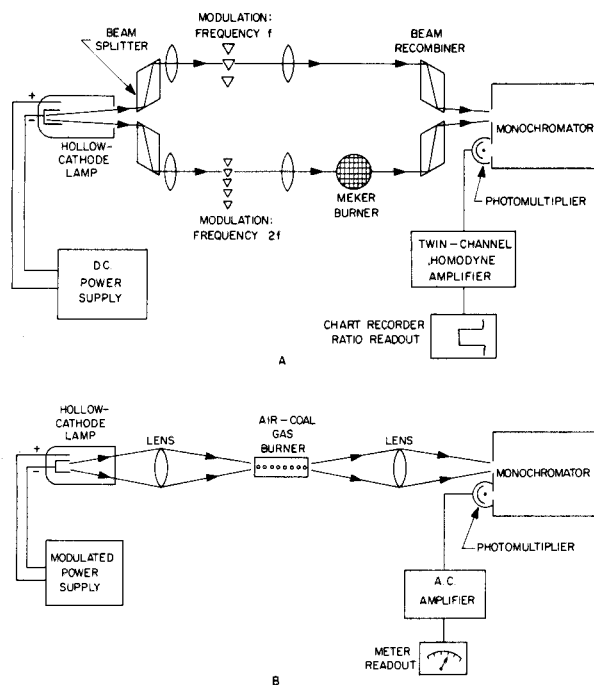 MODULATION:
FREQUENCY f
BEAM
SPLITTER
BEAM
RECOMBINER
+
−
HOLLOW-
CATHODE
LAMP
MONOCHROMATOR
MODULATION:
FREQUENCY 2f
MEKER
BURNER
PHOTOMULTIPLIER
D.C.
POWER
SUPPLY
TWIN-CHANNEL
HOMODYNE
AMPLIFIER
CHART RECORDER
RATIO READOUT
A
HOLLOW-
CATHODE
LAMP
+
−
LENS
AIR-COAL
GAS
BURNER
LENS
MONOCHROMATOR
PHOTOMULTIPLIER
MODULATED
POWER
SUPPLY
A.C.
AMPLIFIER
METER
READOUT
B